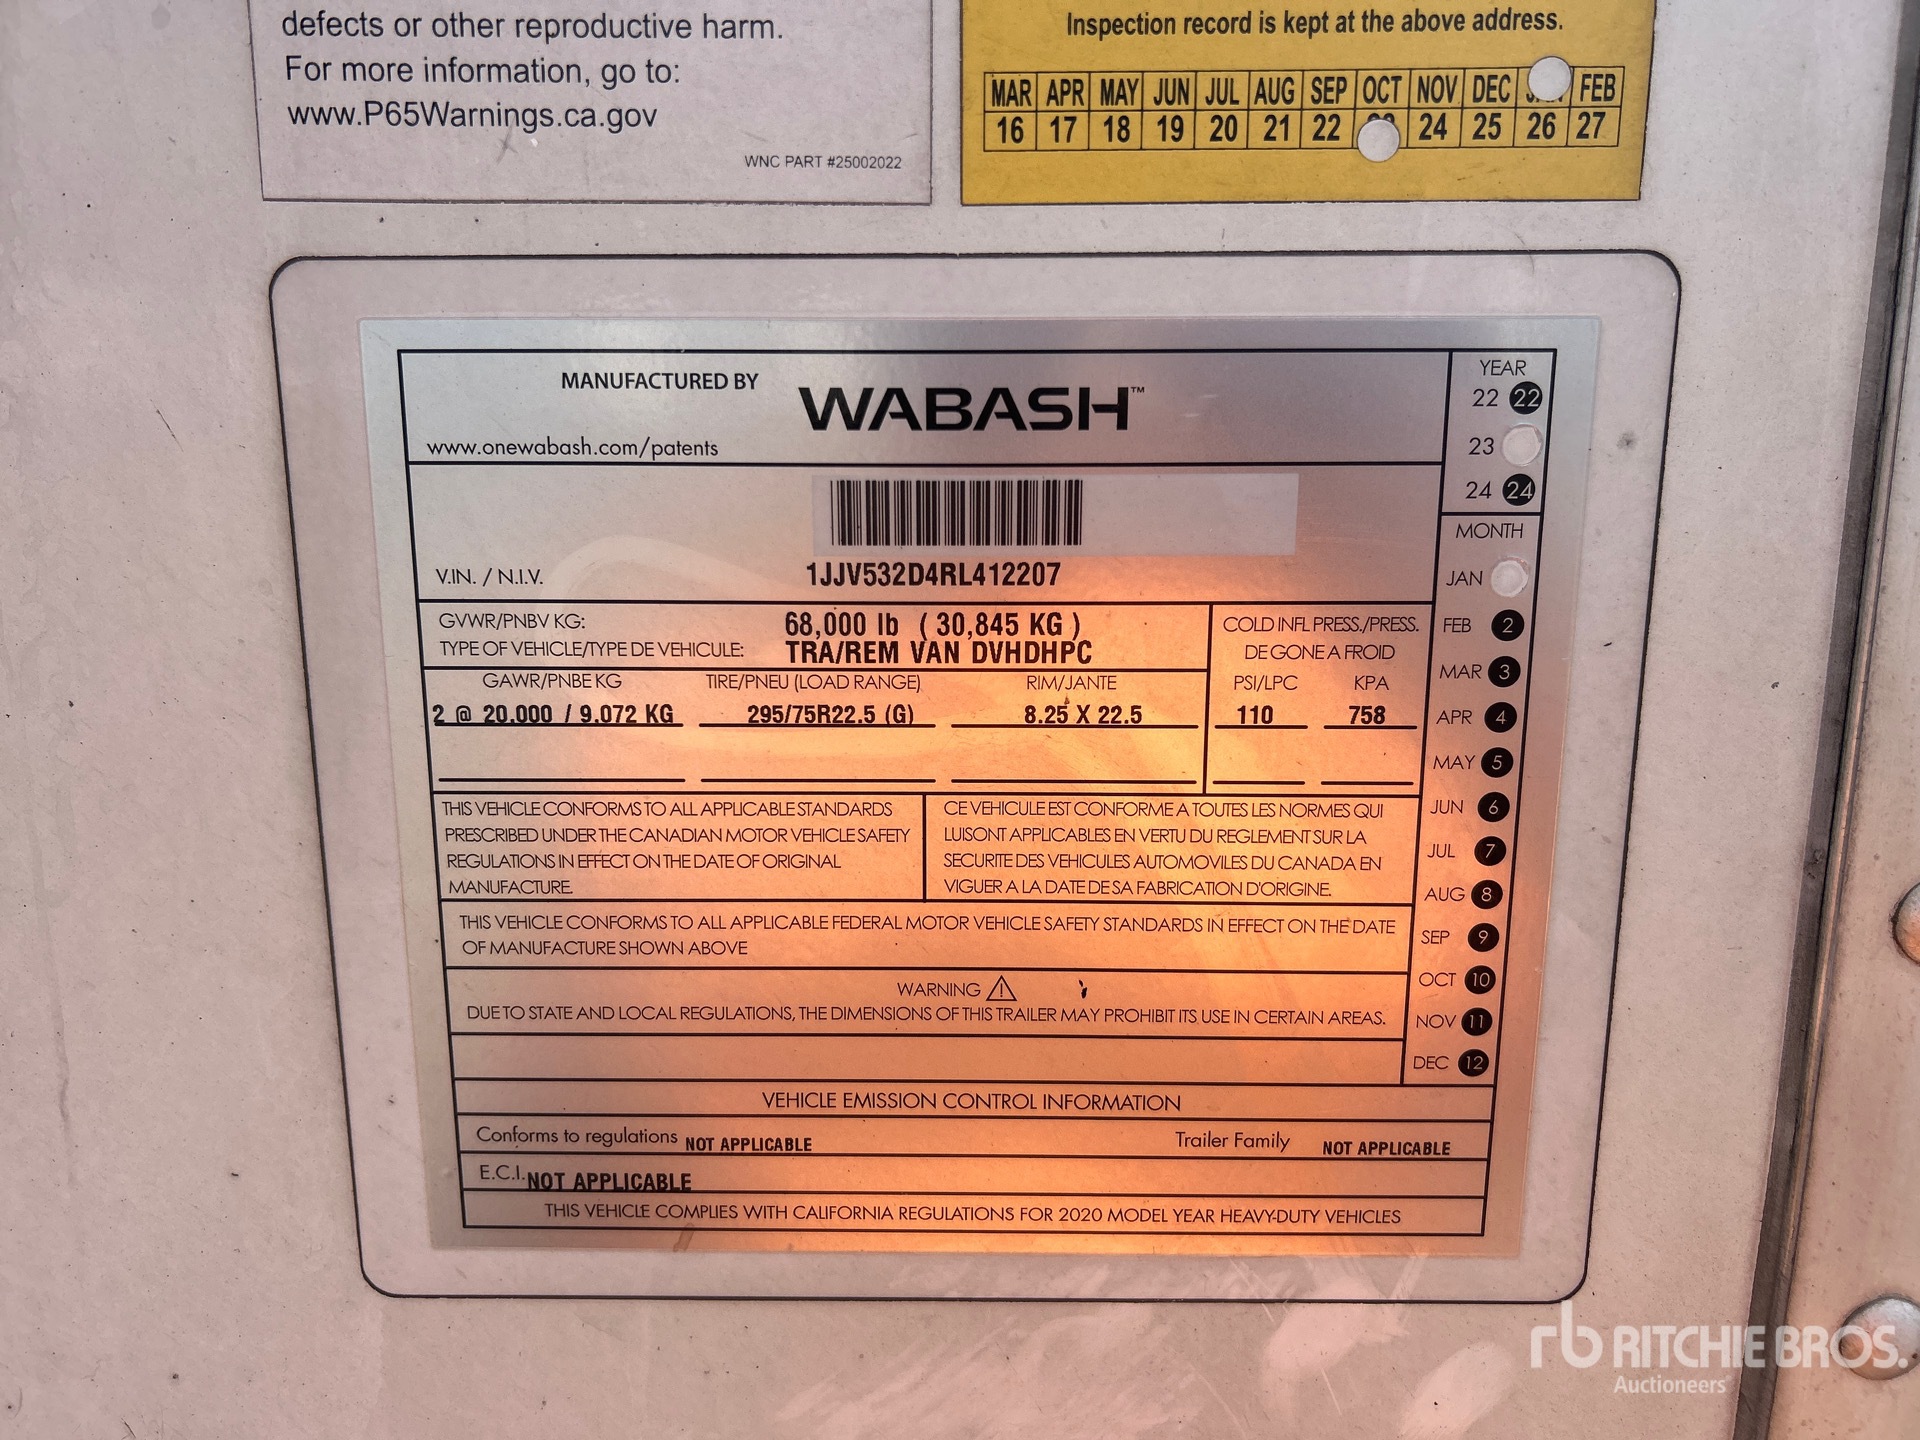 defects or other reproductive harm.
For more information, go to:
www.P65Warnings.ca.gov
WNC PART #25002022
Inspection record is kept at the above address.
MAR APR MAY JUN JUL AUG SEP OCT NOV DEC FEB
16 17 18 19 20 21 22 24 25 26 27
MANUFACTURED BY WABASH™
www.onewabash.com/patents
YEAR
22 22
23
24 24
V.IN. / N.I.V. 1JJV532D4RL412207
GVWR/PNBV KG: 68,000 lb ( 30,845 KG )
TYPE OF VEHICLE/TYPE DE VEHICULE: TRA/REM VAN DVHDHPC
COLD INFL PRESS./PRESS.
DE GONE A FROID
GAWR/PNBE KG TIRE/PNEU (LOAD RANGE) RIM/JANTE PSI/LPC KPA
2 @ 20,000 / 9,072 KG 295/75R22.5 (G) 8.25 X 22.5 110 758
MONTH
JAN
FEB 2
MAR 3
APR 4
MAY 5
JUN 6
JUL 7
AUG 8
SEP 9
OCT 10
NOV 11
DEC 12
THIS VEHICLE CONFORMS TO ALL APPLICABLE STANDARDS
PRESCRIBED UNDER THE CANADIAN MOTOR VEHICLE SAFETY
REGULATIONS IN EFFECT ON THE DATE OF ORIGINAL
MANUFACTURE.
CE VEHICULE EST CONFORME A TOUTES LES NORMES QUI
LUISONT APPLICABLES EN VERTU DU REGLEMENT SUR LA
SECURITE DES VEHICULES AUTOMOVILES DU CANADA EN
VIGUER A LA DATE DE SA FABRICATION D'ORIGINE.
THIS VEHICLE CONFORMS TO ALL APPLICABLE FEDERAL MOTOR VEHICLE SAFETY STANDARDS IN EFFECT ON THE DATE
OF MANUFACTURE SHOWN ABOVE
WARNING
DUE TO STATE AND LOCAL REGULATIONS, THE DIMENSIONS OF THIS TRAILER MAY PROHIBIT ITS USE IN CERTAIN AREAS.
VEHICLE EMISSION CONTROL INFORMATION
Conforms to regulations NOT APPLICABLE Trailer Family NOT APPLICABLE
E.C.I. NOT APPLICABLE
THIS VEHICLE COMPLIES WITH CALIFORNIA REGULATIONS FOR 2020 MODEL YEAR HEAVY-DUTY VEHICLES
rb RITCHIE BROS.
Auctioneers